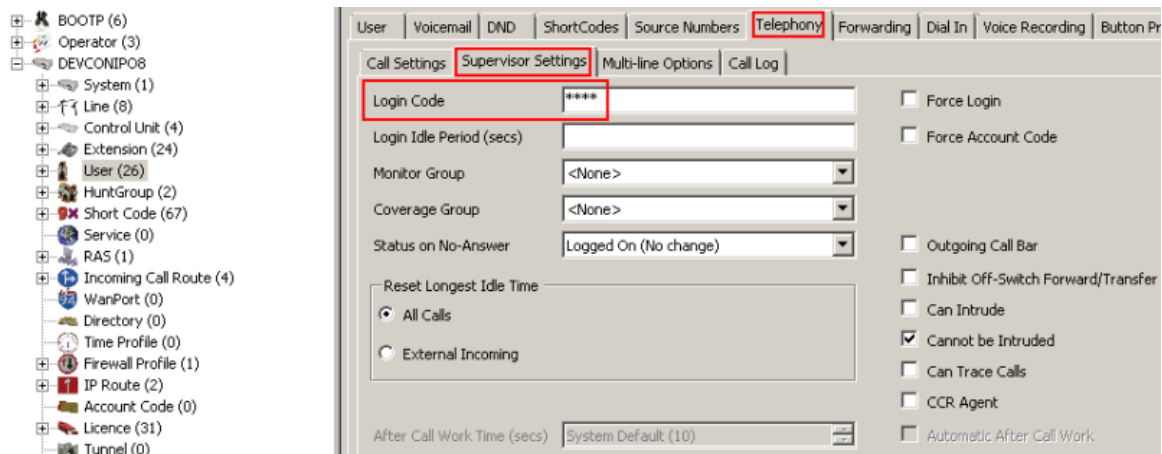 BOOTP (6)
Operator (3)
DEVCONIPO8
System (1)
Line (8)
Control Unit (4)
Extension (24)
User (26)
HuntGroup (2)
Short Code (67)
Service (0)
RAS (1)
Incoming Call Route (4)
WanPort (0)
Directory (0)
Time Profile (0)
Firewall Profile (1)
IP Route (2)
Account Code (0)
Licence (31)
Tunnel (0)
User Voicemail DND ShortCodes Source Numbers Telephony Forwarding Dial In Voice Recording Button Pr
Call Settings Supervisor Settings Multi-line Options Call Log
Login Code **** Force Login
Login Idle Period (secs) Force Account Code
Monitor Group <None>
Coverage Group <None>
Status on No-Answer Logged On (No change) Outgoing Call Bar
Reset Longest Idle Time Inhibit Off-Switch Forward/Transfer
All Calls Can Intrude
External Incoming Cannot be Intruded
Can Trace Calls
CCR Agent
After Call Work Time (secs) System Default (10) Automatic After Call Work